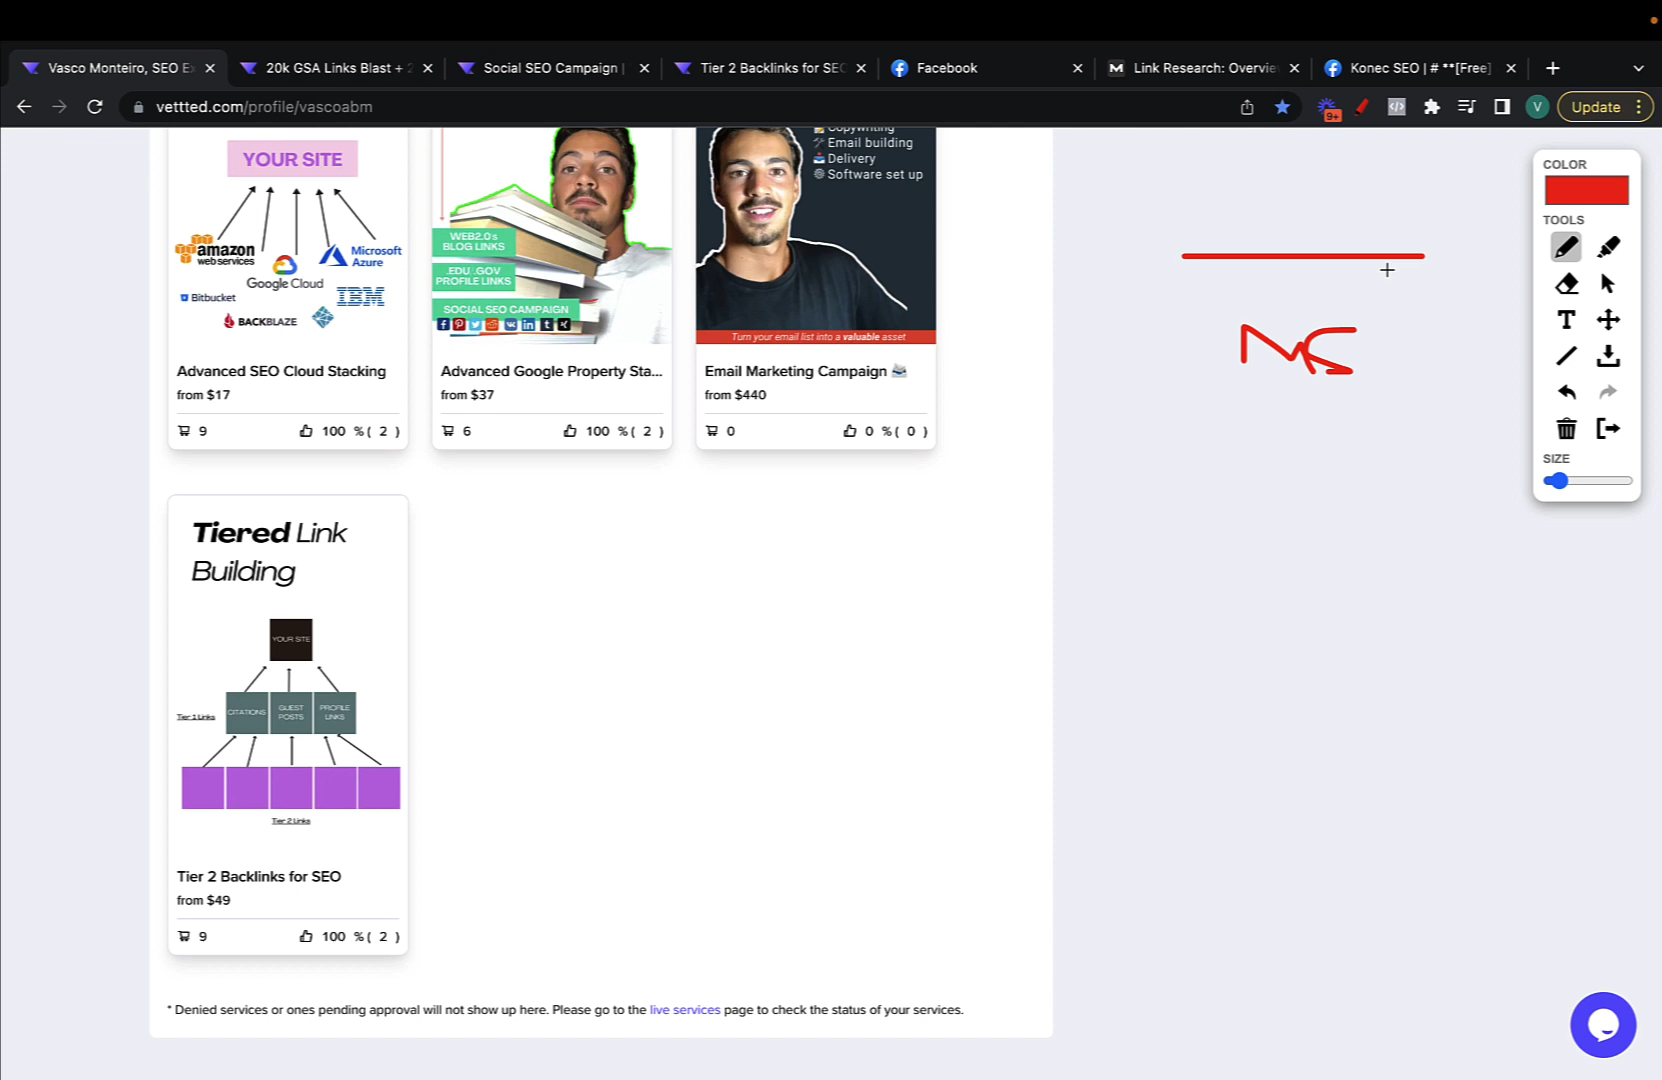 Vasco Monteiro, SEO Ex
20k GSA Links Blast + 2
Social SEO Campaign |
Tier 2 Backlinks for SEO
Facebook
Link Research: Overvie
Konec SEO | # **[Free]
vettted.com/profile/vascoabm
9+
V
Update
YOUR SITE
amazon
webservices
Google Cloud
Microsoft
Azure
Bitbucket
IBM
BACKBLAZE
Advanced SEO Cloud Stacking
from $17
9
100 %( 2 )
WEB2.0 s
BLOG LINKS
.EDU .GOV
PROFILE LINKS
SOCIAL SEO CAMPAIGN
Advanced Google Property Sta...
from $37
6
100 %( 2 )
Copywriting
Email building
Delivery
Software set up
Turn your email list into a valuable asset
Email Marketing Campaign
from $440
0
0 %( 0 )
Tiered Link
Building
YOUR SITE
Tier 1 Links
CITATIONS
GUEST
POSTS
PROFILE
LINKS
Tier 2 Links
Tier 2 Backlinks for SEO
from $49
9
100 %( 2 )
* Denied services or ones pending approval will not show up here. Please go to the live services page to check the status of your services.
COLOR
TOOLS
T
SIZE